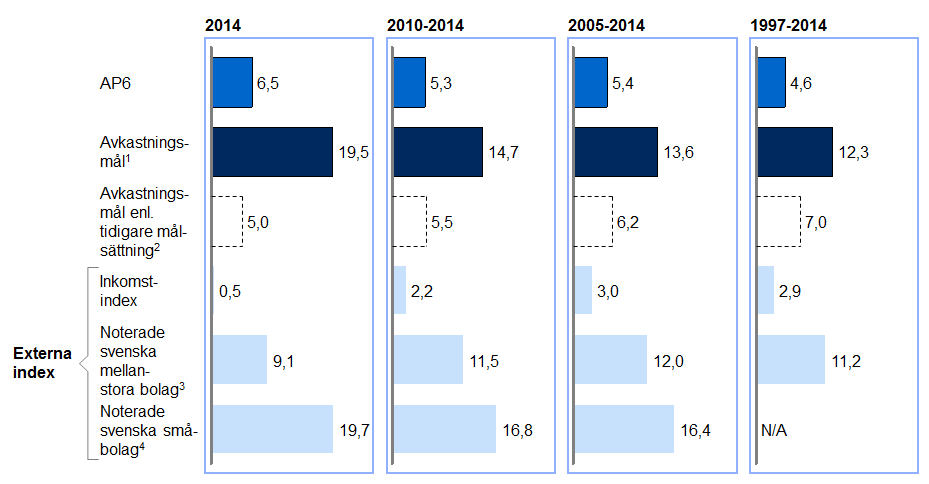 2014 2010-2014 2005-2014 1997-2014
AP6 6,5 5,3 5,4 4,6
Avkastnings-
mål¹ 19,5 14,7 13,6 12,3
Avkastnings-
mål enl.
tidigare mål-
sättning² 5,0 5,5 6,2 7,0
Externa
index
Inkomst-
index 0,5 2,2 3,0 2,9
Noterade
svenska
mellan-
stora bolag³ 9,1 11,5 12,0 11,2
Noterade
svenska små-
bolag⁴ 19,7 16,8 16,4 N/A